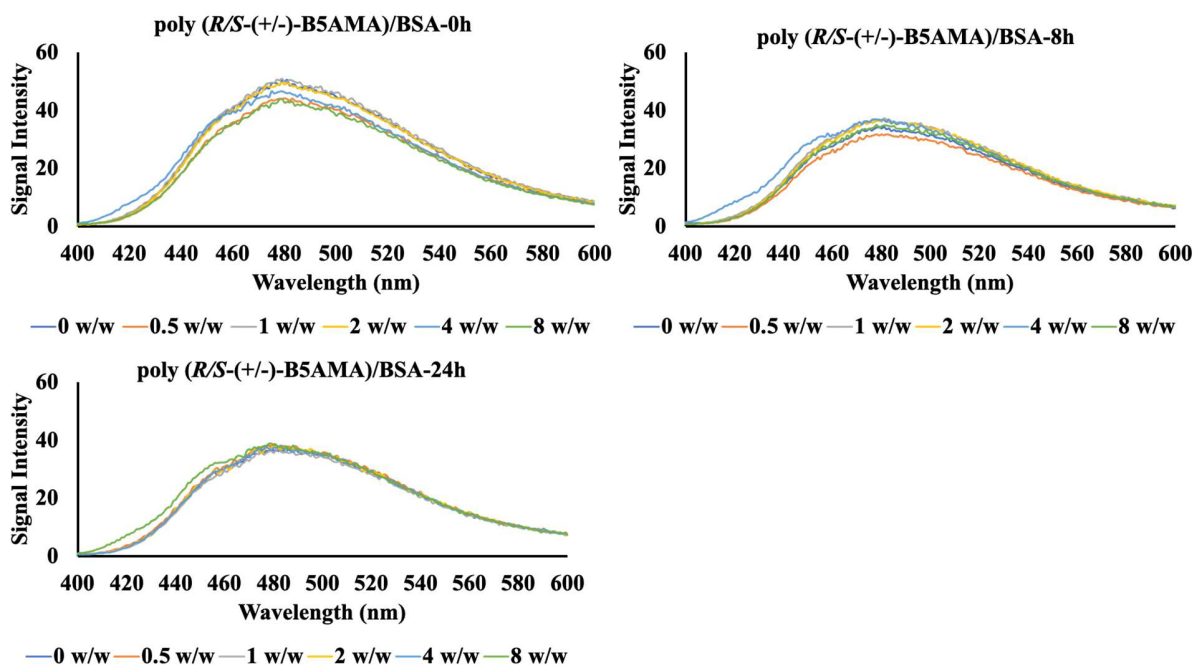 poly (R/S-(+/-)-B5AMA)/BSA-0h
60
40
20
0
Signal Intensity
400 420 440 460 480 500 520 540 560 580 600
Wavelength (nm)
0 w/w 0.5 w/w 1 w/w 2 w/w 4 w/w 8 w/w
poly (R/S-(+/-)-B5AMA)/BSA-8h
60
40
20
0
Signal Intensity
400 420 440 460 480 500 520 540 560 580 600
Wavelength (nm)
0 w/w 0.5 w/w 1 w/w 2 w/w 4 w/w 8 w/w
poly (R/S-(+/-)-B5AMA)/BSA-24h
60
40
20
0
Signal Intensity
400 420 440 460 480 500 520 540 560 580 600
Wavelength (nm)
0 w/w 0.5 w/w 1 w/w 2 w/w 4 w/w 8 w/w